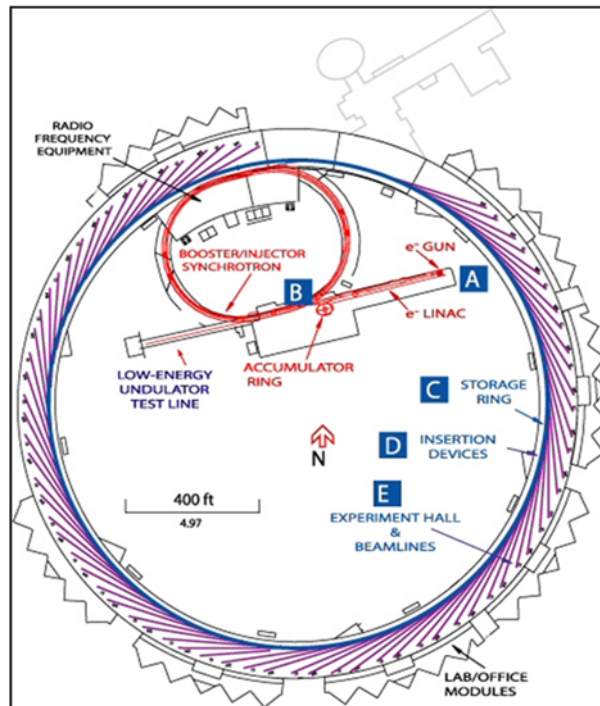 RADIO
FREQUENCY
EQUIPMENT
BOOSTER/INJECTOR
SYNCHROTRON
e- GUN
A
B
e- LINAC
LOW-ENERGY
UNDULATOR
TEST LINE
ACCUMULATOR
RING
C
STORAGE
RING
D
INSERTION
DEVICES
N
E
EXPERIMENT HALL
&
BEAMLINES
400 ft
4.97
LAB/OFFICE
MODULES